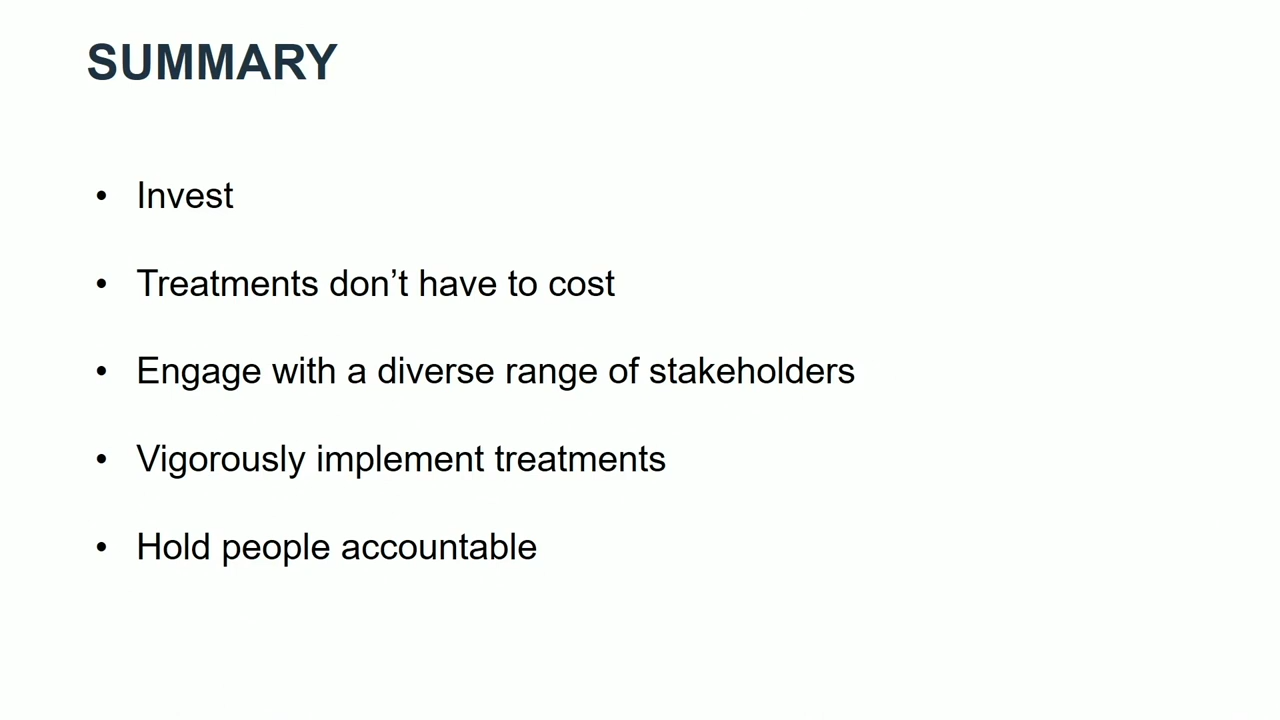 SUMMARY
• Invest
• Treatments don’t have to cost
• Engage with a diverse range of stakeholders
• Vigorously implement treatments
• Hold people accountable